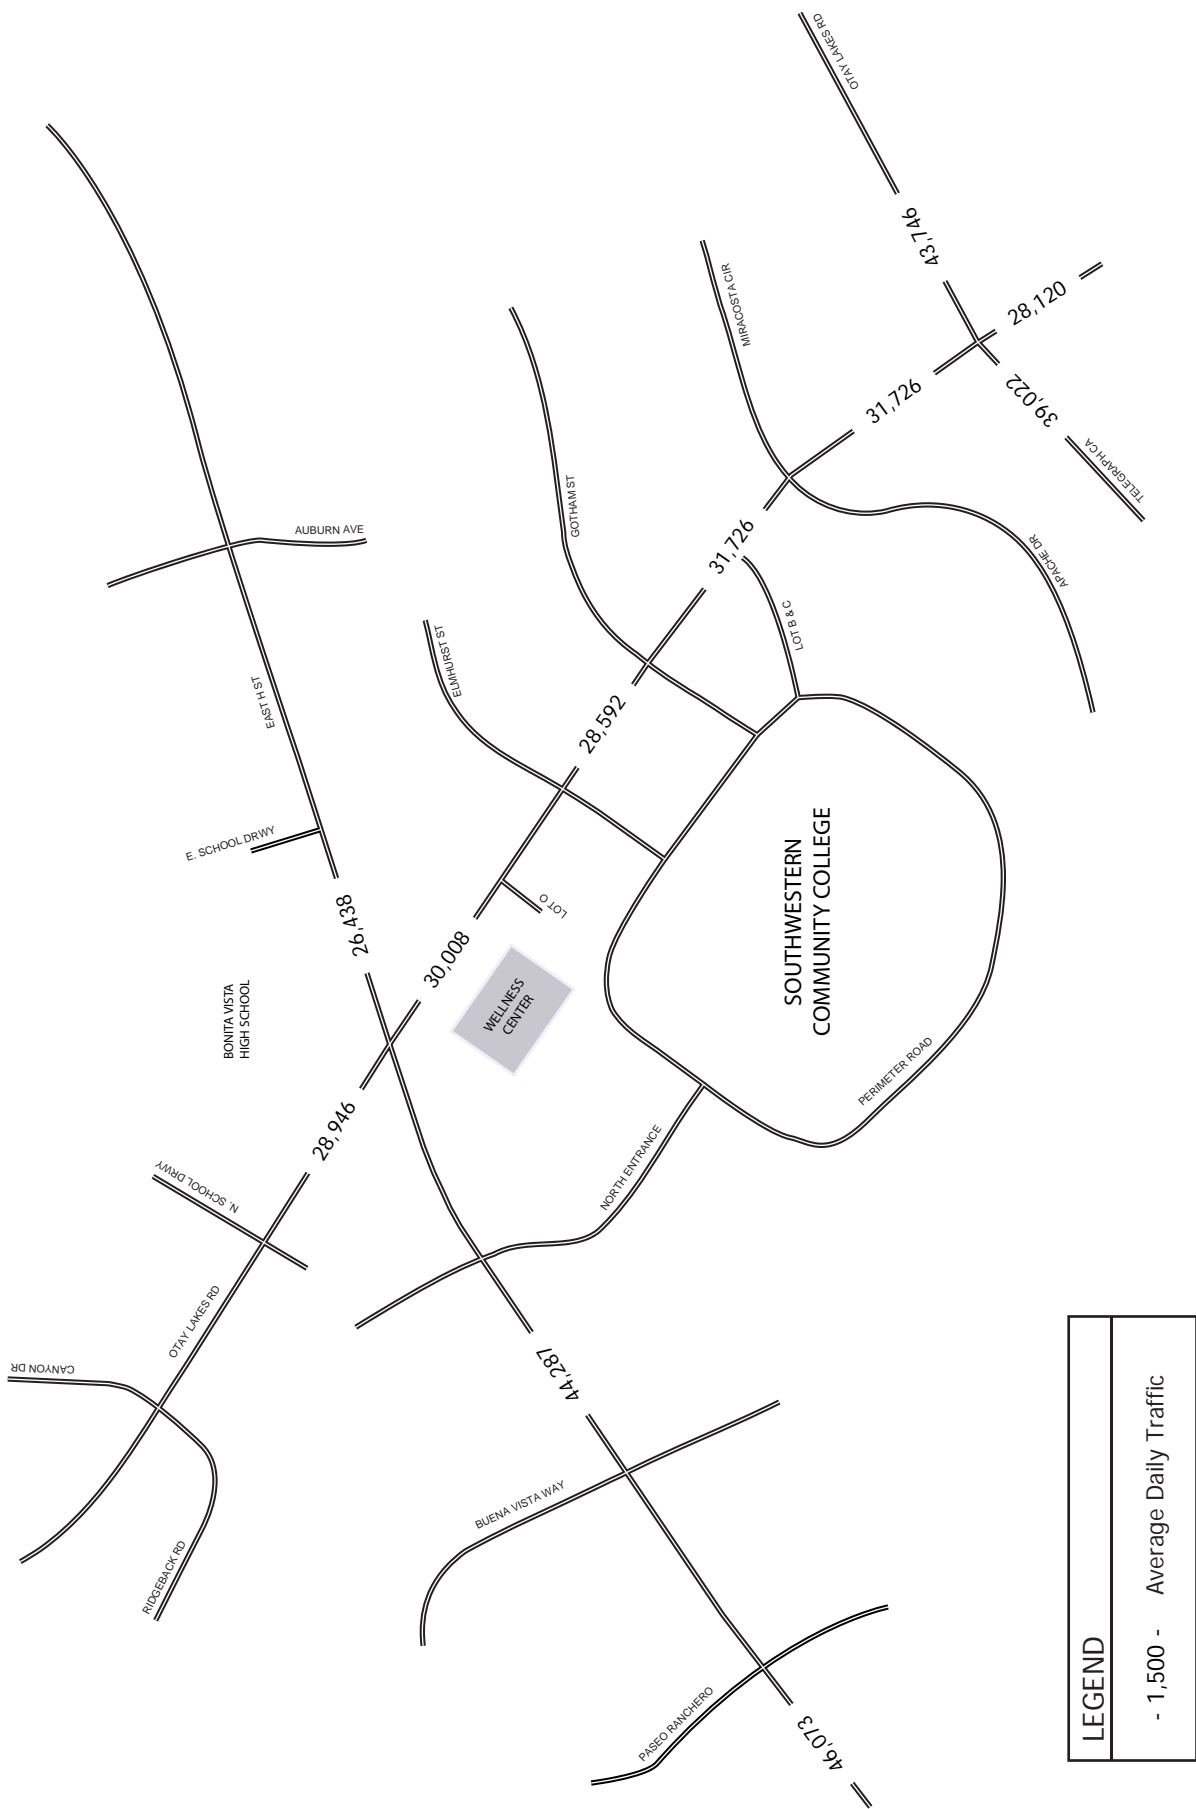 CANYON DR
RIDGEBACK RD
OTAY LAKES RD
N. SCHOOL DRWY
28,946
BONITA VISTA
HIGH SCHOOL
E. SCHOOL DRWY
EAST H ST
AUBURN AVE
26,438
30,008
WELLNESS
CENTER
LOT O
ELMHURST ST
28,592
GOTHAM ST
31,726
LOT B & C
MIRACOSTA CIR
31,726
APACHE DR
OTAY LAKES RD
43,746
28,120
39,022
TELEGRAPH CA
SOUTHWESTERN
COMMUNITY COLLEGE
PERIMETER ROAD
NORTH ENTRANCE
44,287
BUENA VISTA WAY
PASEO RANCHERO
46,073
LEGEND
- 1,500 - Average Daily Traffic